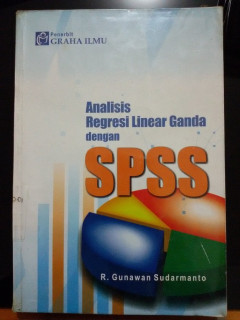 Penerbit
GRAHA ILMU
Analisis
Regresi Linear Ganda
dengan
SPSS
R. Gunawan Sudarmanto